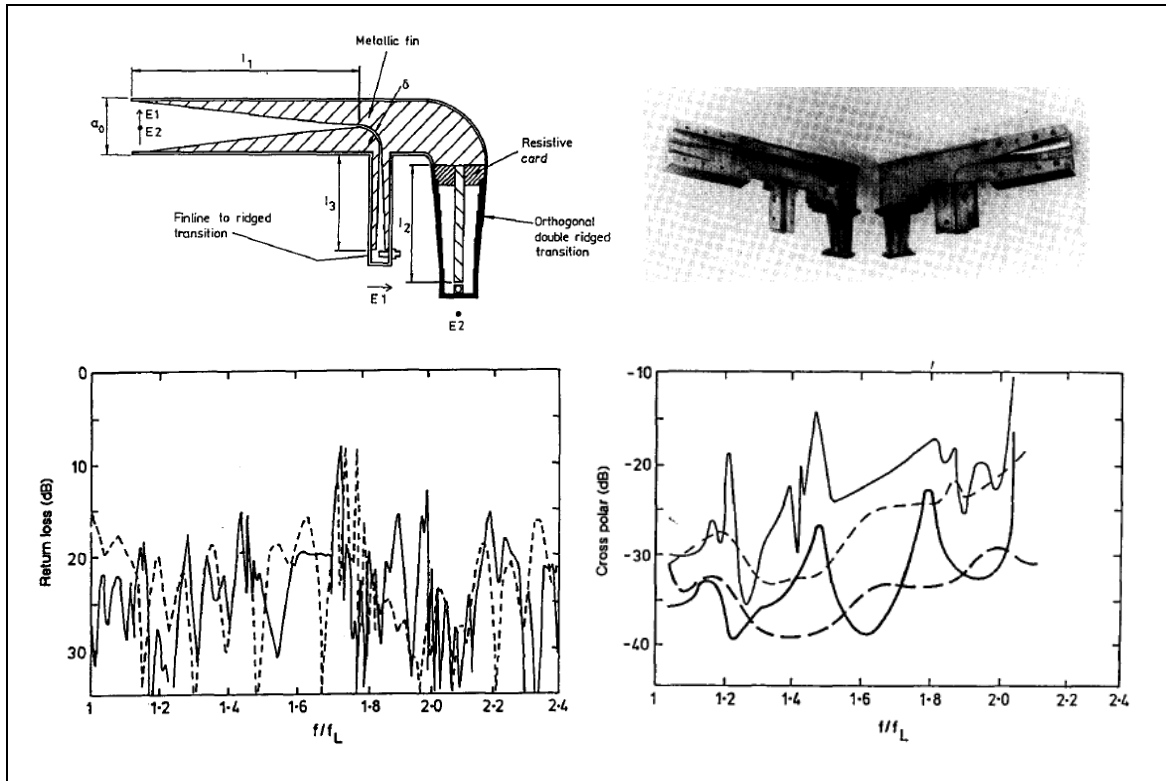 Metallic fin
l1
δ
a0
E1
E2
Resistive
card
l3
l2
Finline to ridged
transition
Orthogonal
double ridged
transition
E1
E2
0
10
20
30
Return loss (dB)
1
1·2
1·4
1·6
1·8
2·0
2·2
2·4
f/fL
-10
-20
-30
-40
Cross polar (dB)
1
1·2
1·4
1·6
1·8
2·0
2·2
2·4
f/fL